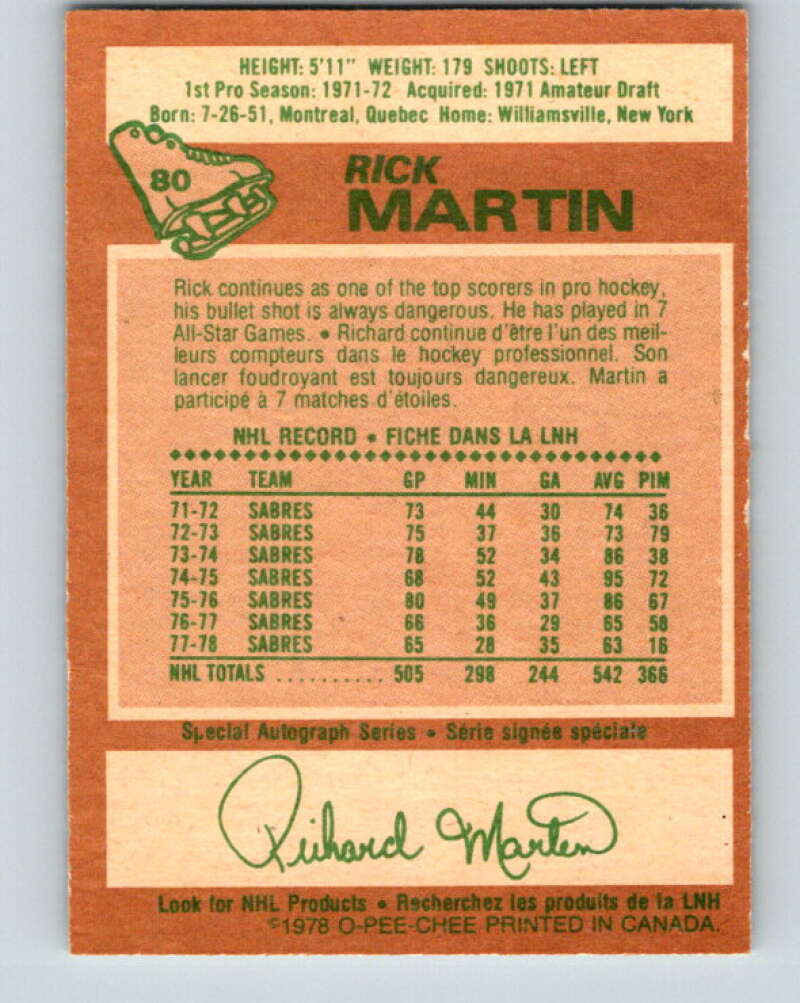 HEIGHT: 5'11" WEIGHT: 179 SHOOTS: LEFT
1st Pro Season: 1971-72 Acquired: 1971 Amateur Draft
Born: 7-26-51, Montreal, Quebec Home: Williamsville, New York
80
RICK
MARTIN
Rick continues as one of the top scorers in pro hockey,
his bullet shot is always dangerous. He has played in 7
All-Star Games. • Richard continue d'être l'un des meil-
leurs compteurs dans le hockey professionnel. Son
lancer foudroyant est toujours dangereux. Martin a
participé à 7 matches d'étoiles.
NHL RECORD • FICHE DANS LA LNH
YEAR TEAM GP MIN GA AVG PIM
71-72 SABRES 73 44 30 74 36
72-73 SABRES 75 37 36 73 79
73-74 SABRES 78 52 34 86 38
74-75 SABRES 68 52 43 95 72
75-76 SABRES 80 49 37 86 67
76-77 SABRES 66 36 29 65 58
77-78 SABRES 65 28 35 63 16
NHL TOTALS .......... 505 298 244 542 366
Special Autograph Series • Série signée spéciale
Richard Martin
Look for NHL Products • Recherchez les produits de la LNH
©1978 O-PEE-CHEE PRINTED IN CANADA.